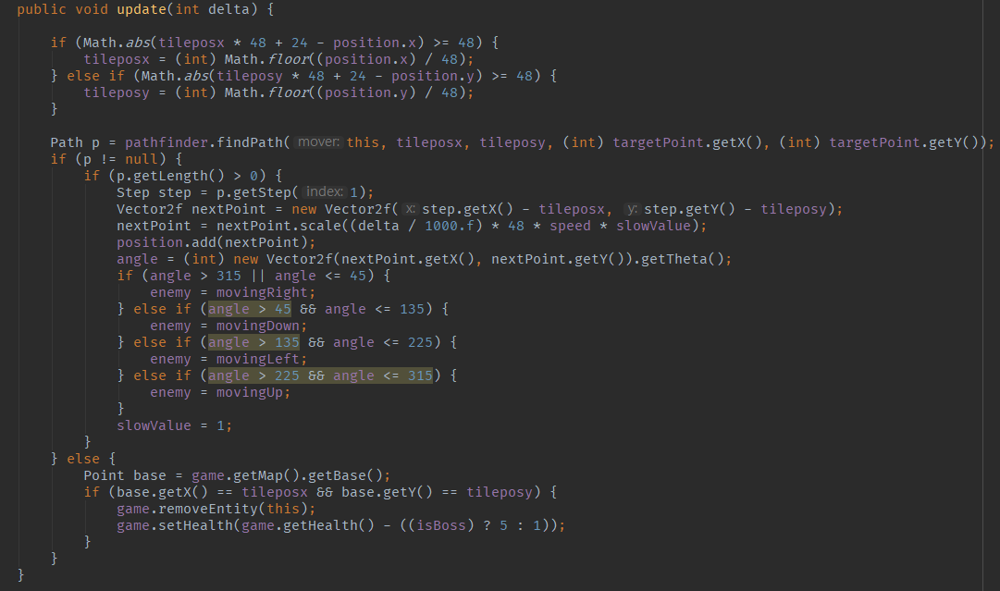 public void update(int delta) {
if (Math.abs(tileposx * 48 + 24 - position.x) >= 48) {
tileposx = (int) Math.floor((position.x) / 48);
} else if (Math.abs(tileposy * 48 + 24 - position.y) >= 48) {
tileposy = (int) Math.floor((position.y) / 48);
}
Path p = pathfinder.findPath( mover: this, tileposx, tileposy, (int) targetPoint.getX(), (int) targetPoint.getY());
if (p != null) {
if (p.getLength() > 0) {
Step step = p.getStep( index: 1);
Vector2f nextPoint = new Vector2f( x: step.getX() - tileposx, y: step.getY() - tileposy);
nextPoint = nextPoint.scale((delta / 1000.f) * 48 * speed * slowValue);
position.add(nextPoint);
angle = (int) new Vector2f(nextPoint.getX(), nextPoint.getY()).getTheta();
if (angle > 315 || angle <= 45) {
enemy = movingRight;
} else if (angle > 45 && angle <= 135) {
enemy = movingDown;
} else if (angle > 135 && angle <= 225) {
enemy = movingLeft;
} else if (angle > 225 && angle <= 315) {
enemy = movingUp;
}
slowValue = 1;
}
} else {
Point base = game.getMap().getBase();
if (base.getX() == tileposx && base.getY() == tileposy) {
game.removeEntity(this);
game.setHealth(game.getHealth() - ((isBoss) ? 5 : 1));
}
}
}